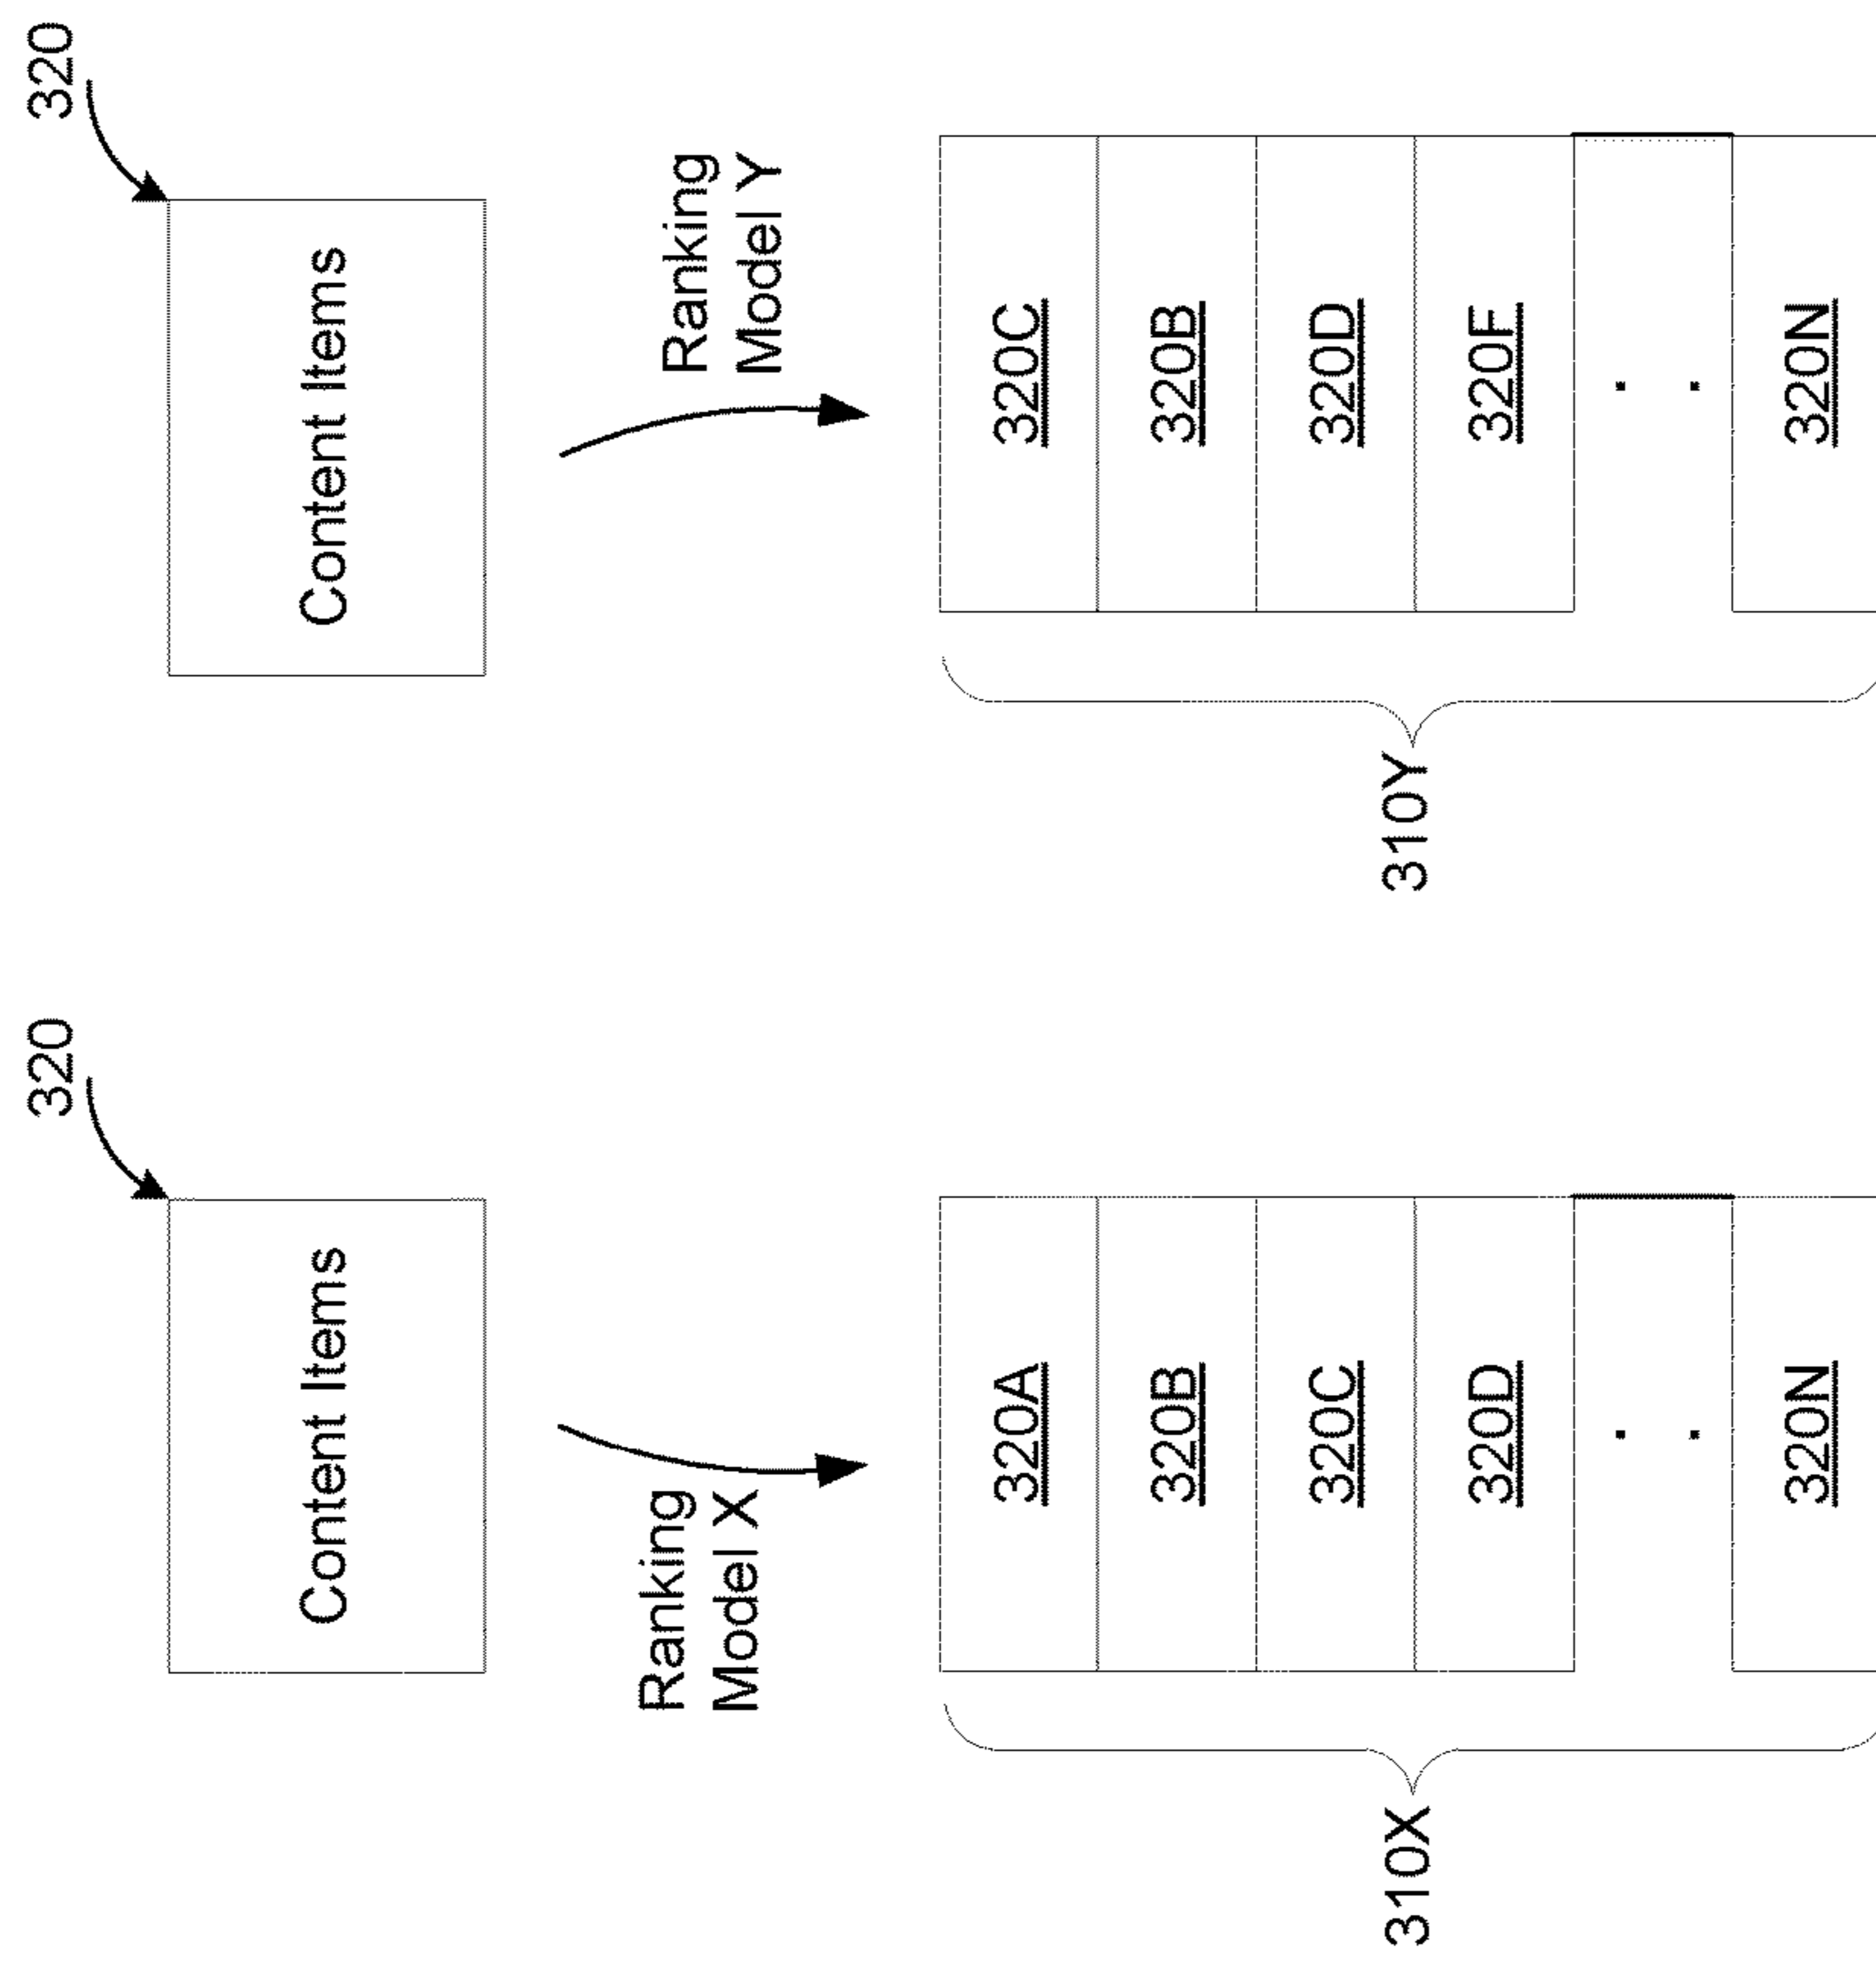 320
Content Items
Ranking
Model X
310X
320A
320B
320C
320D
.
.
320N
320
Content Items
Ranking
Model Y
310Y
320C
320B
320D
320F
.
.
320N